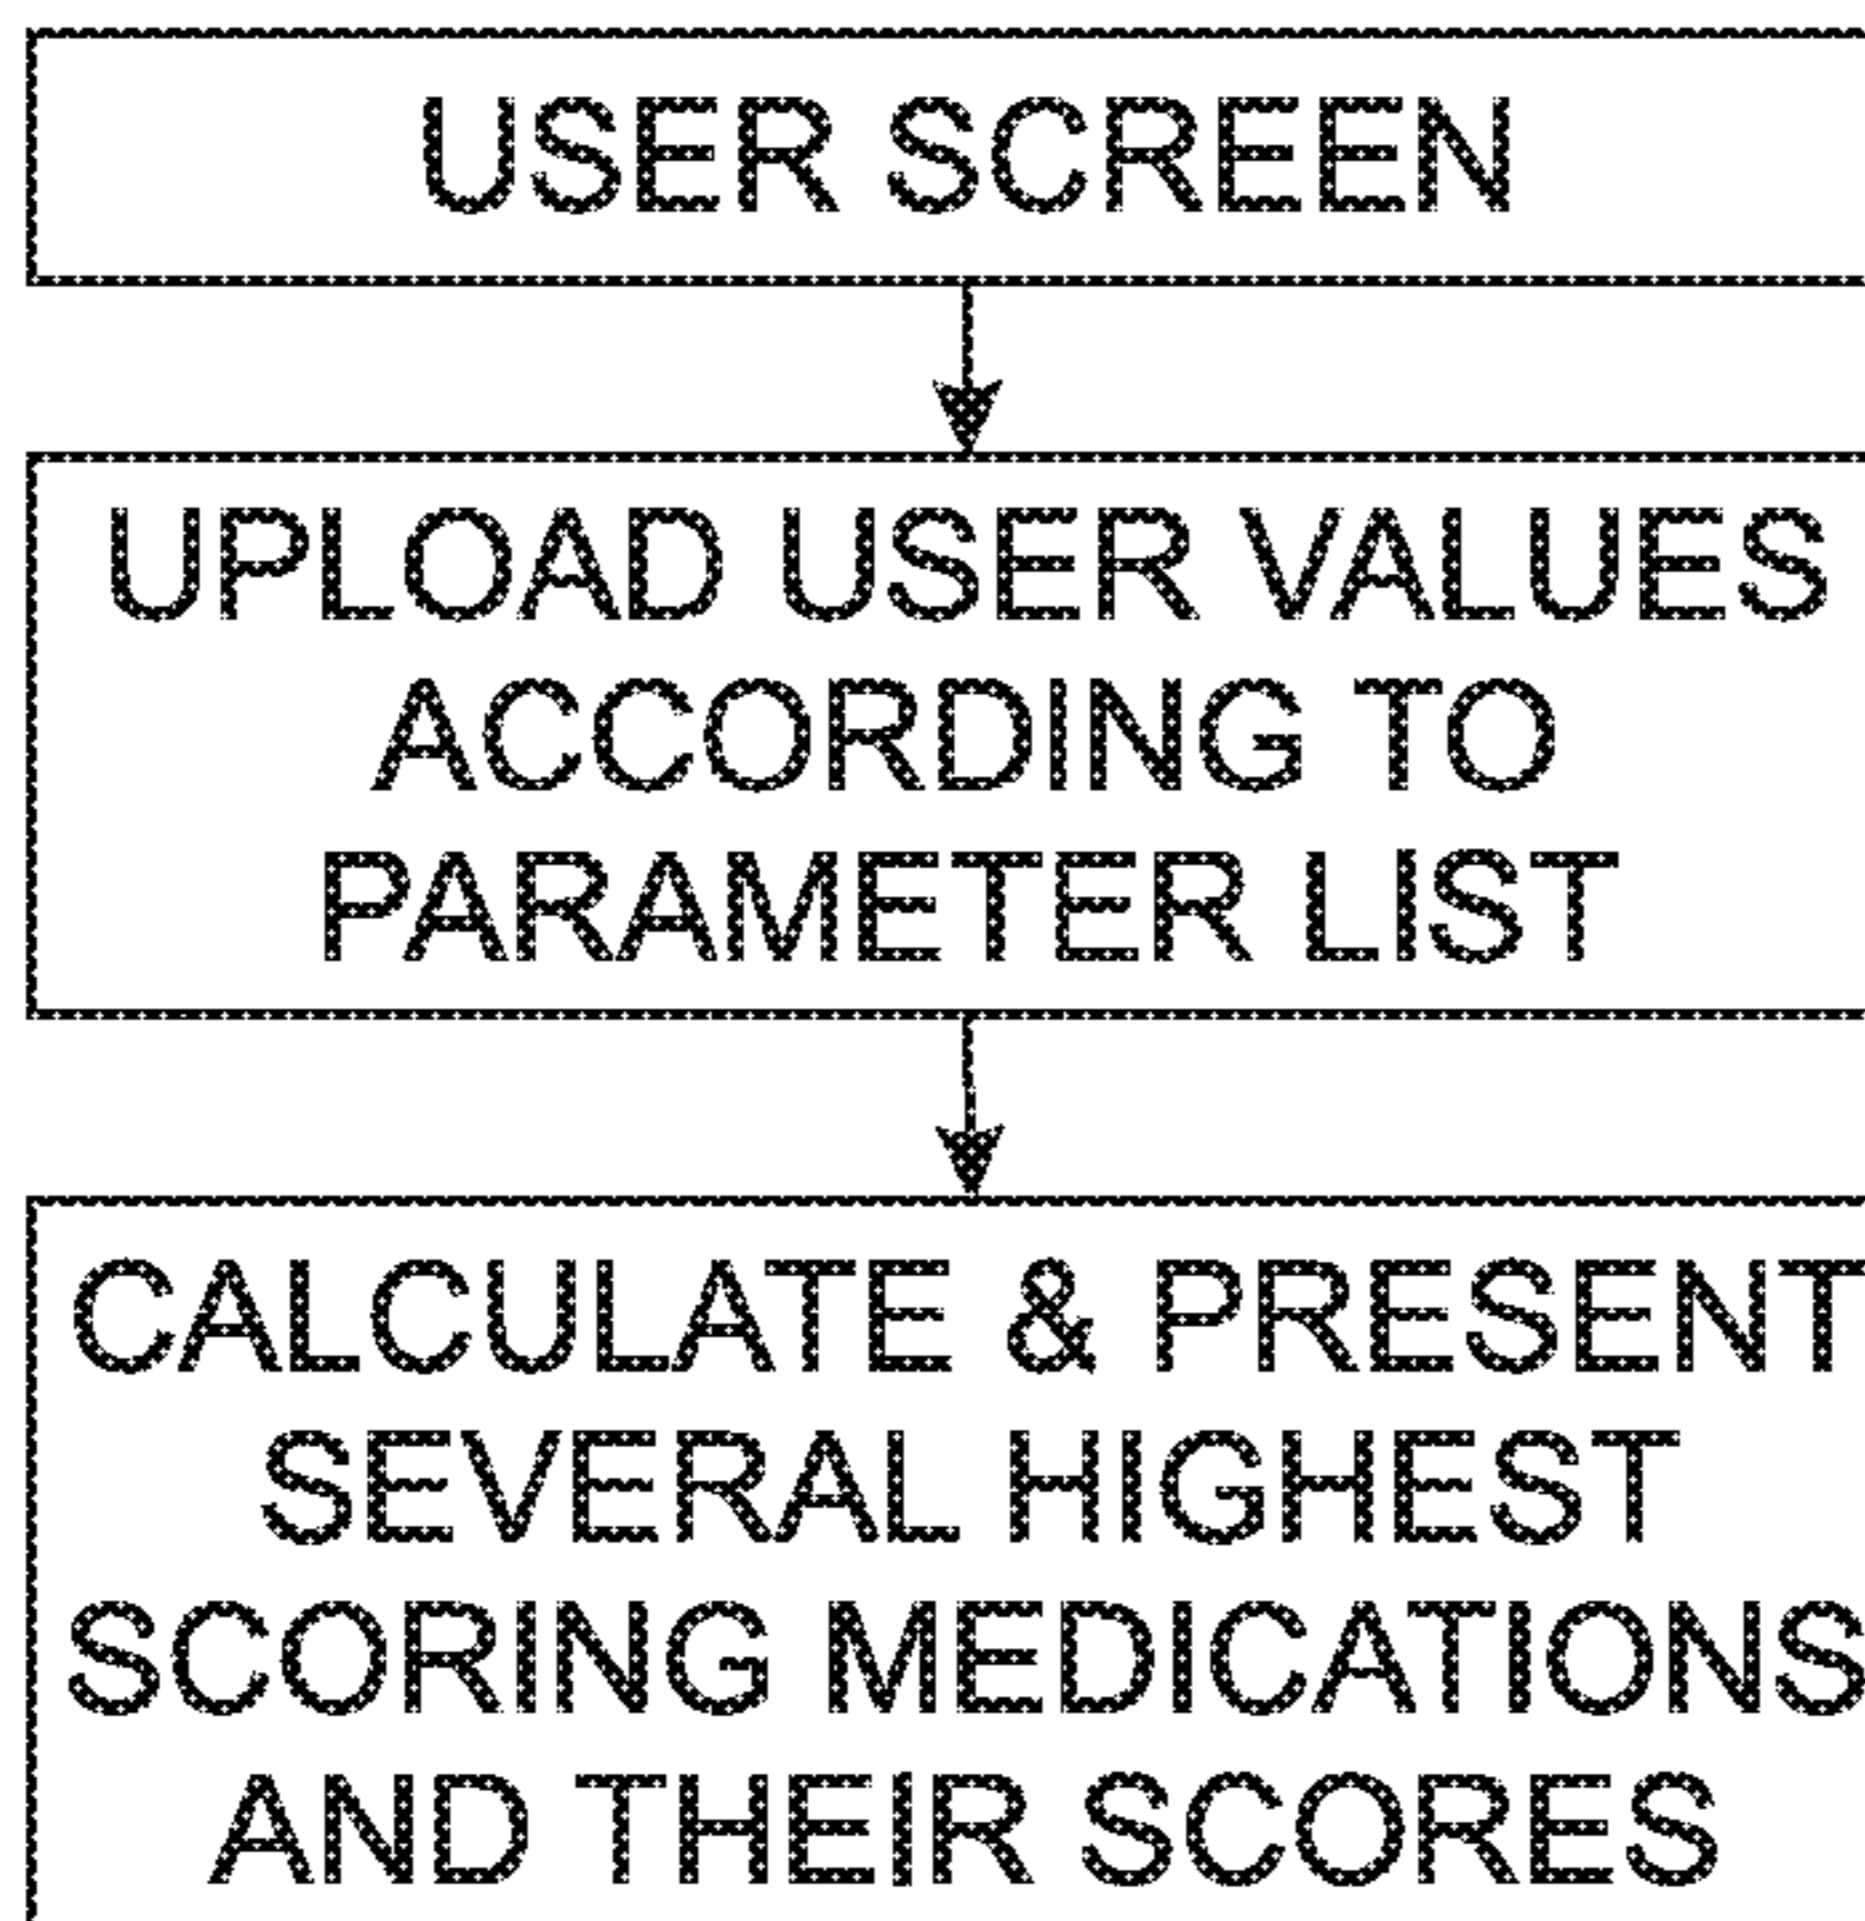 USER SCREEN
UPLOAD USER VALUES
ACCORDING TO
PARAMETER LIST
CALCULATE & PRESENT
SEVERAL HIGHEST
SCORING MEDICATIONS
AND THEIR SCORES